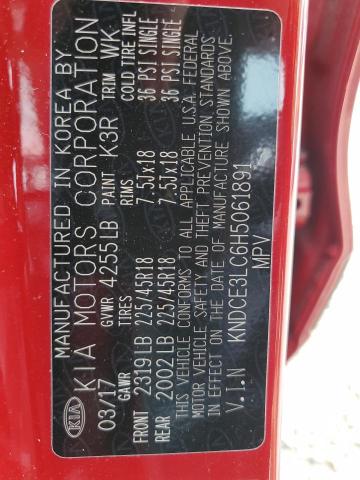 MANUFACTURED IN KOREA BY
KIA KIA MOTORS CORPORATION
03/17 GVWR 4255LB PAINT K3R TRIM WK
GAWR TIRES RIMS COLD TIRE INFL
FRONT 2319LB 225/45R18 7.5JX18 36 PSI SINGLE
REAR 2002LB 225/45R18 7.5JX18 36 PSI SINGLE
THIS VEHICLE CONFORMS TO ALL APPLICABLE U.S.A. FEDERAL
MOTOR VEHICLE SAFETY AND THEFT PREVENTION STANDARDS
IN EFFECT ON THE DATE OF MANUFACTURE SHOWN ABOVE.
V.I.N KNDCE3LC6H5061891
MPV